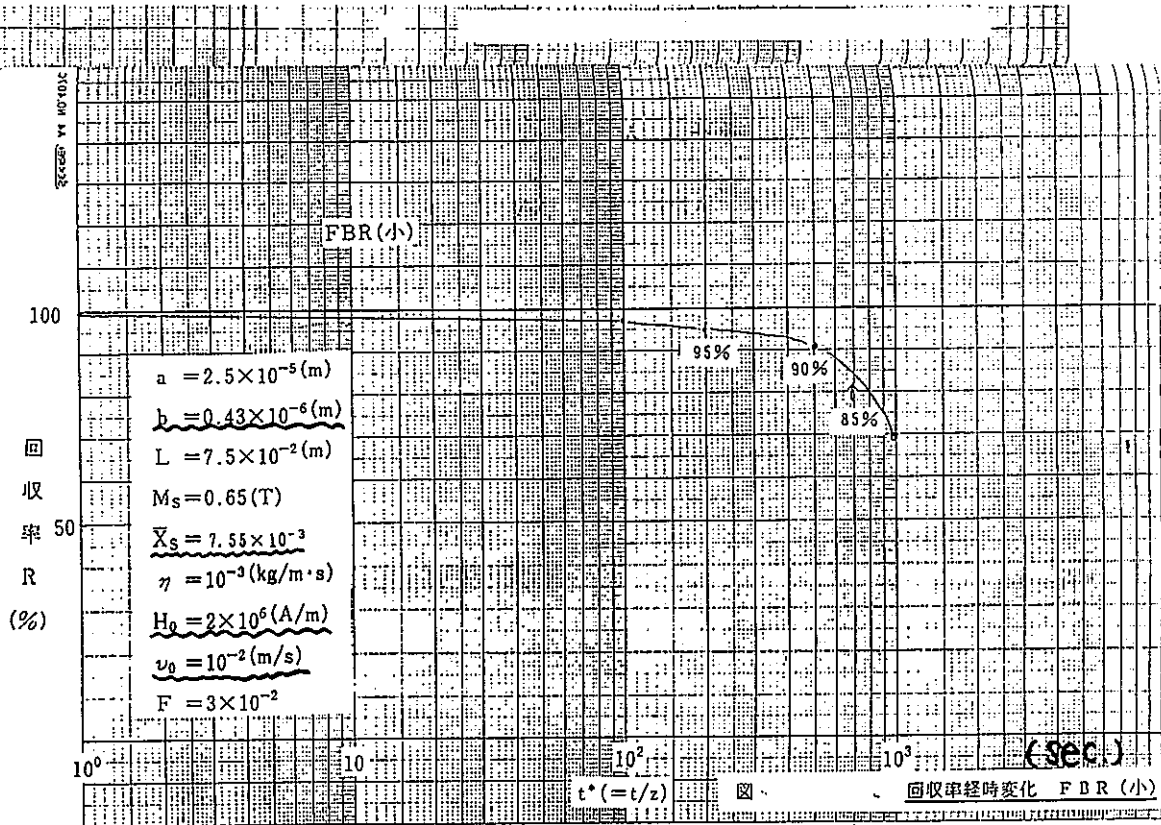 FBR(小)
100
95%
90%
85%
a =2.5×10⁻⁵(m)
b =0.43×10⁻⁶(m)
L =7.5×10⁻²(m)
Ms=0.65(T)
X̄s =7.55×10⁻³
η =10⁻³(kg/m·s)
H₀ =2×10⁶(A/m)
υ₀ =10⁻²(m/s)
F =3×10⁻²
回収率 R (%)
50
10⁰
10
10²
10³
(sec.)
t*(=t/z)
図
回収率経時変化 FBR(小)